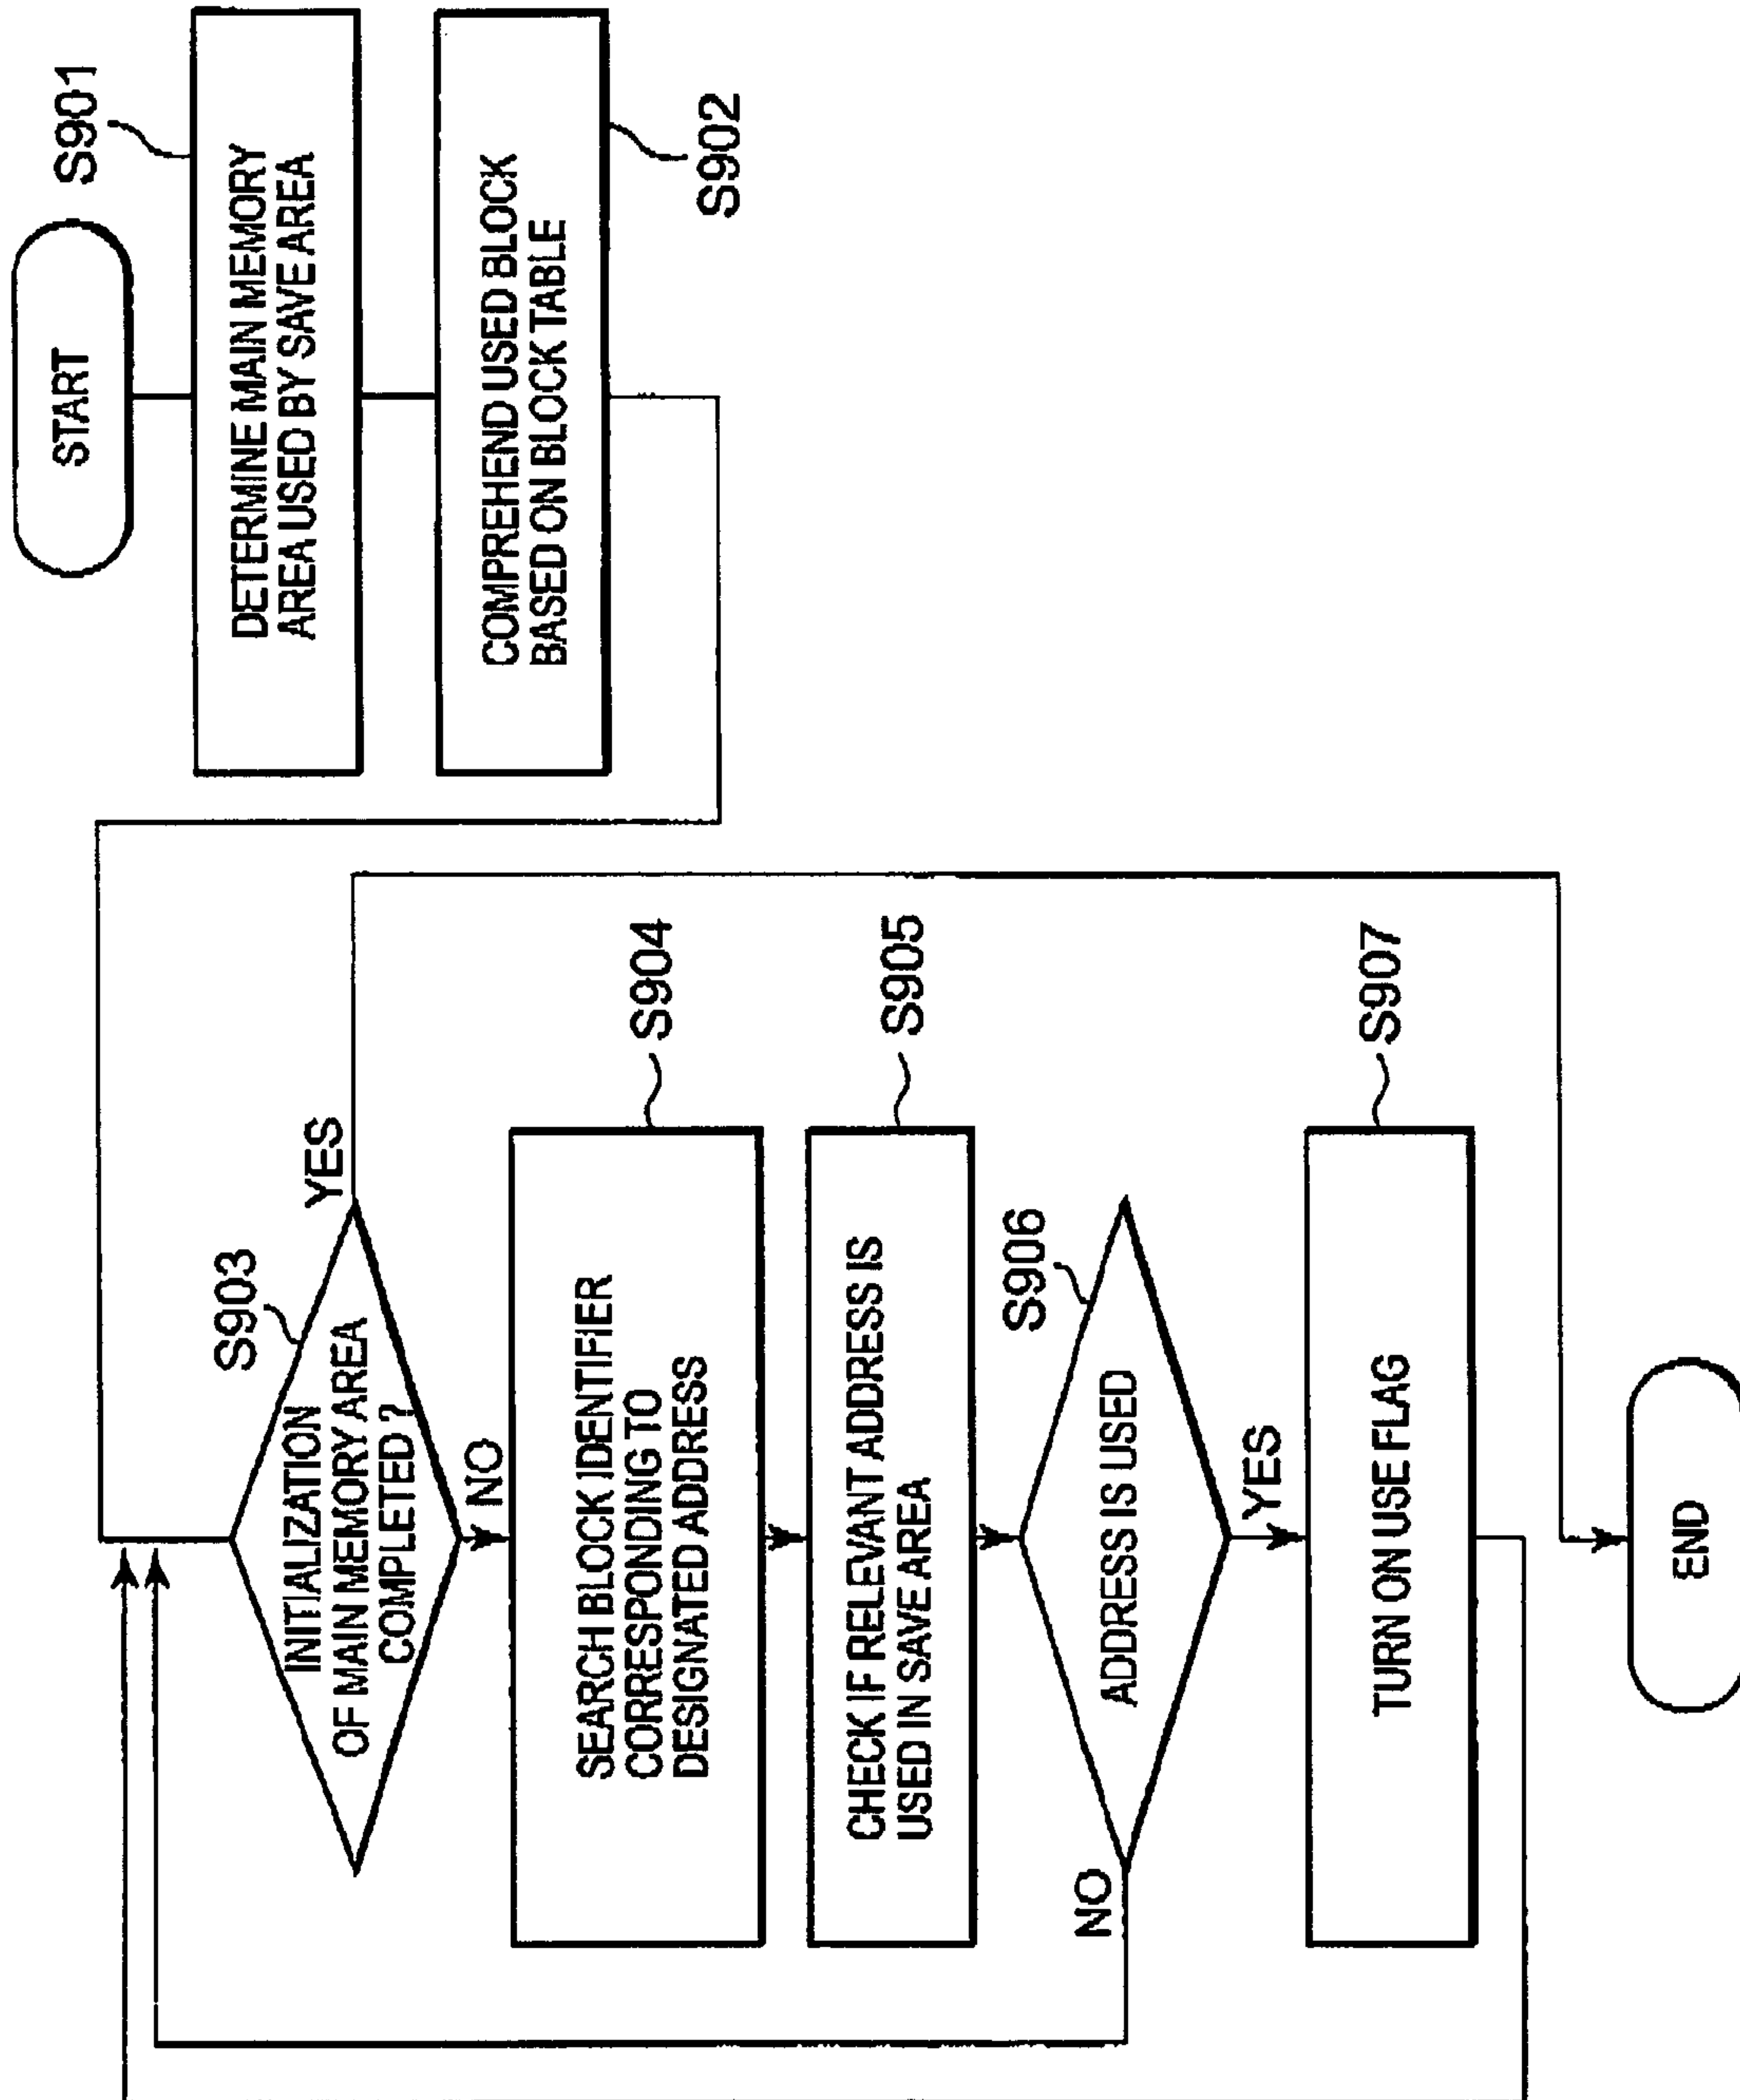 START
S901
DETERMINE MAIN MEMORY
AREA USED BY SAVE AREA
COMPREHEND USED BLOCK
BASED ON BLOCK TABLE
S902
S903
INITIALIZATION
OF MAIN MEMORY AREA
COMPLETED ?
YES
NO
SEARCH BLOCK IDENTIFIER
CORRESPONDING TO
DESIGNATED ADDRESS
S904
CHECK IF RELEVANT ADDRESS IS
USED IN SAVE AREA
S905
S906
ADDRESS IS USED
NO
YES
TURN ON USE FLAG
S907
END